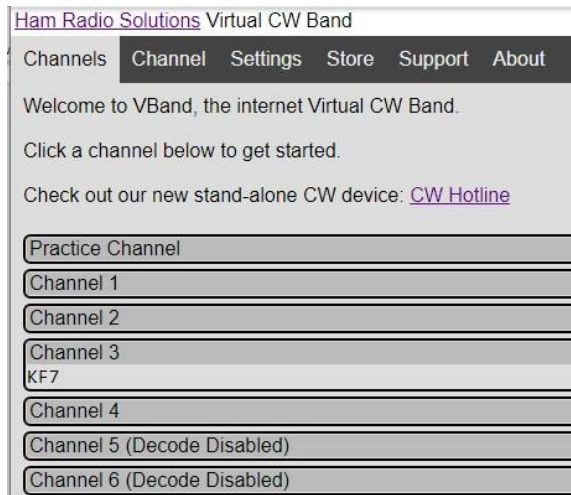 Ham Radio Solutions Virtual CW Band
Channels Channel Settings Store Support About
Welcome to VBand, the internet Virtual CW Band.
Click a channel below to get started.
Check out our new stand-alone CW device: CW Hotline
Practice Channel
Channel 1
Channel 2
Channel 3
KF7
Channel 4
Channel 5 (Decode Disabled)
Channel 6 (Decode Disabled)